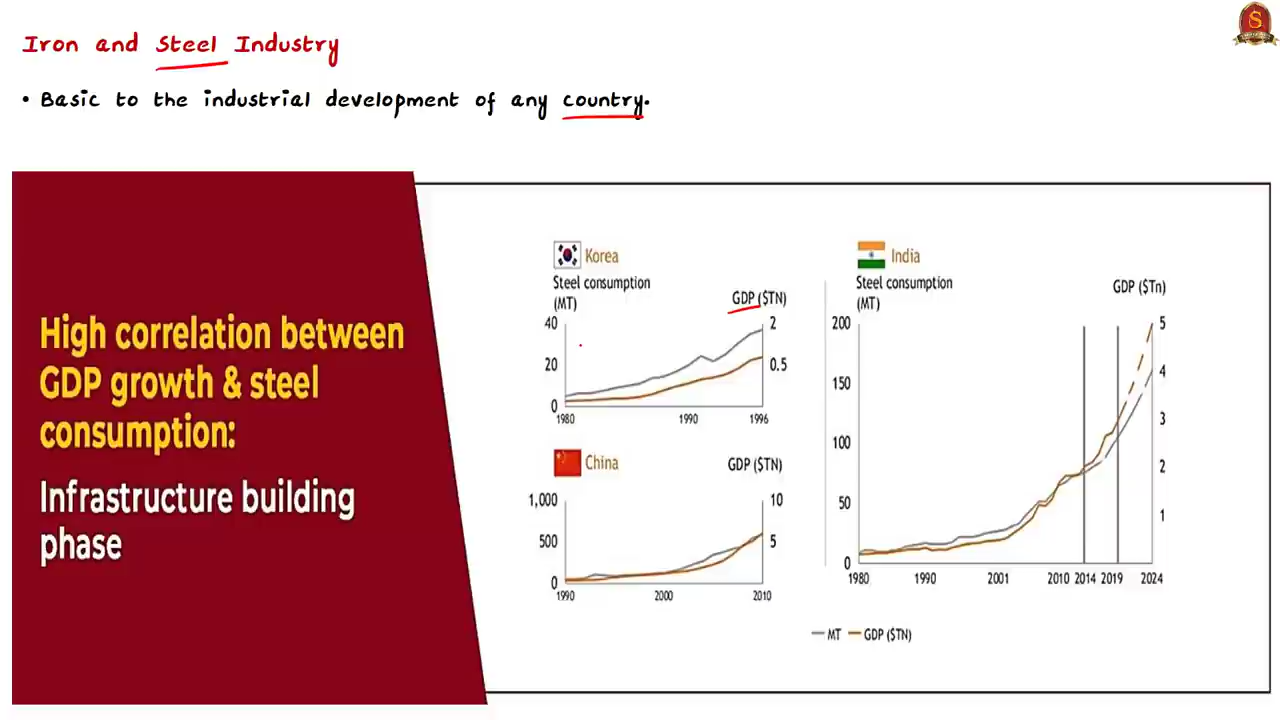 Iron and Steel Industry
• Basic to the industrial development of any country.
High correlation between
GDP growth & steel
consumption:
Infrastructure building
phase
Korea
Steel consumption
(MT)
GDP ($TN)
40
2
20
0.5
0
1980
1990
1996
China
GDP ($TN)
1,000
10
500
5
0
1990
2000
2010
India
Steel consumption
(MT)
GDP ($Tn)
200
5
150
4
100
3
2
50
1
0
1980
1990
2001
2010
2014
2019
2024
MT
GDP ($TN)